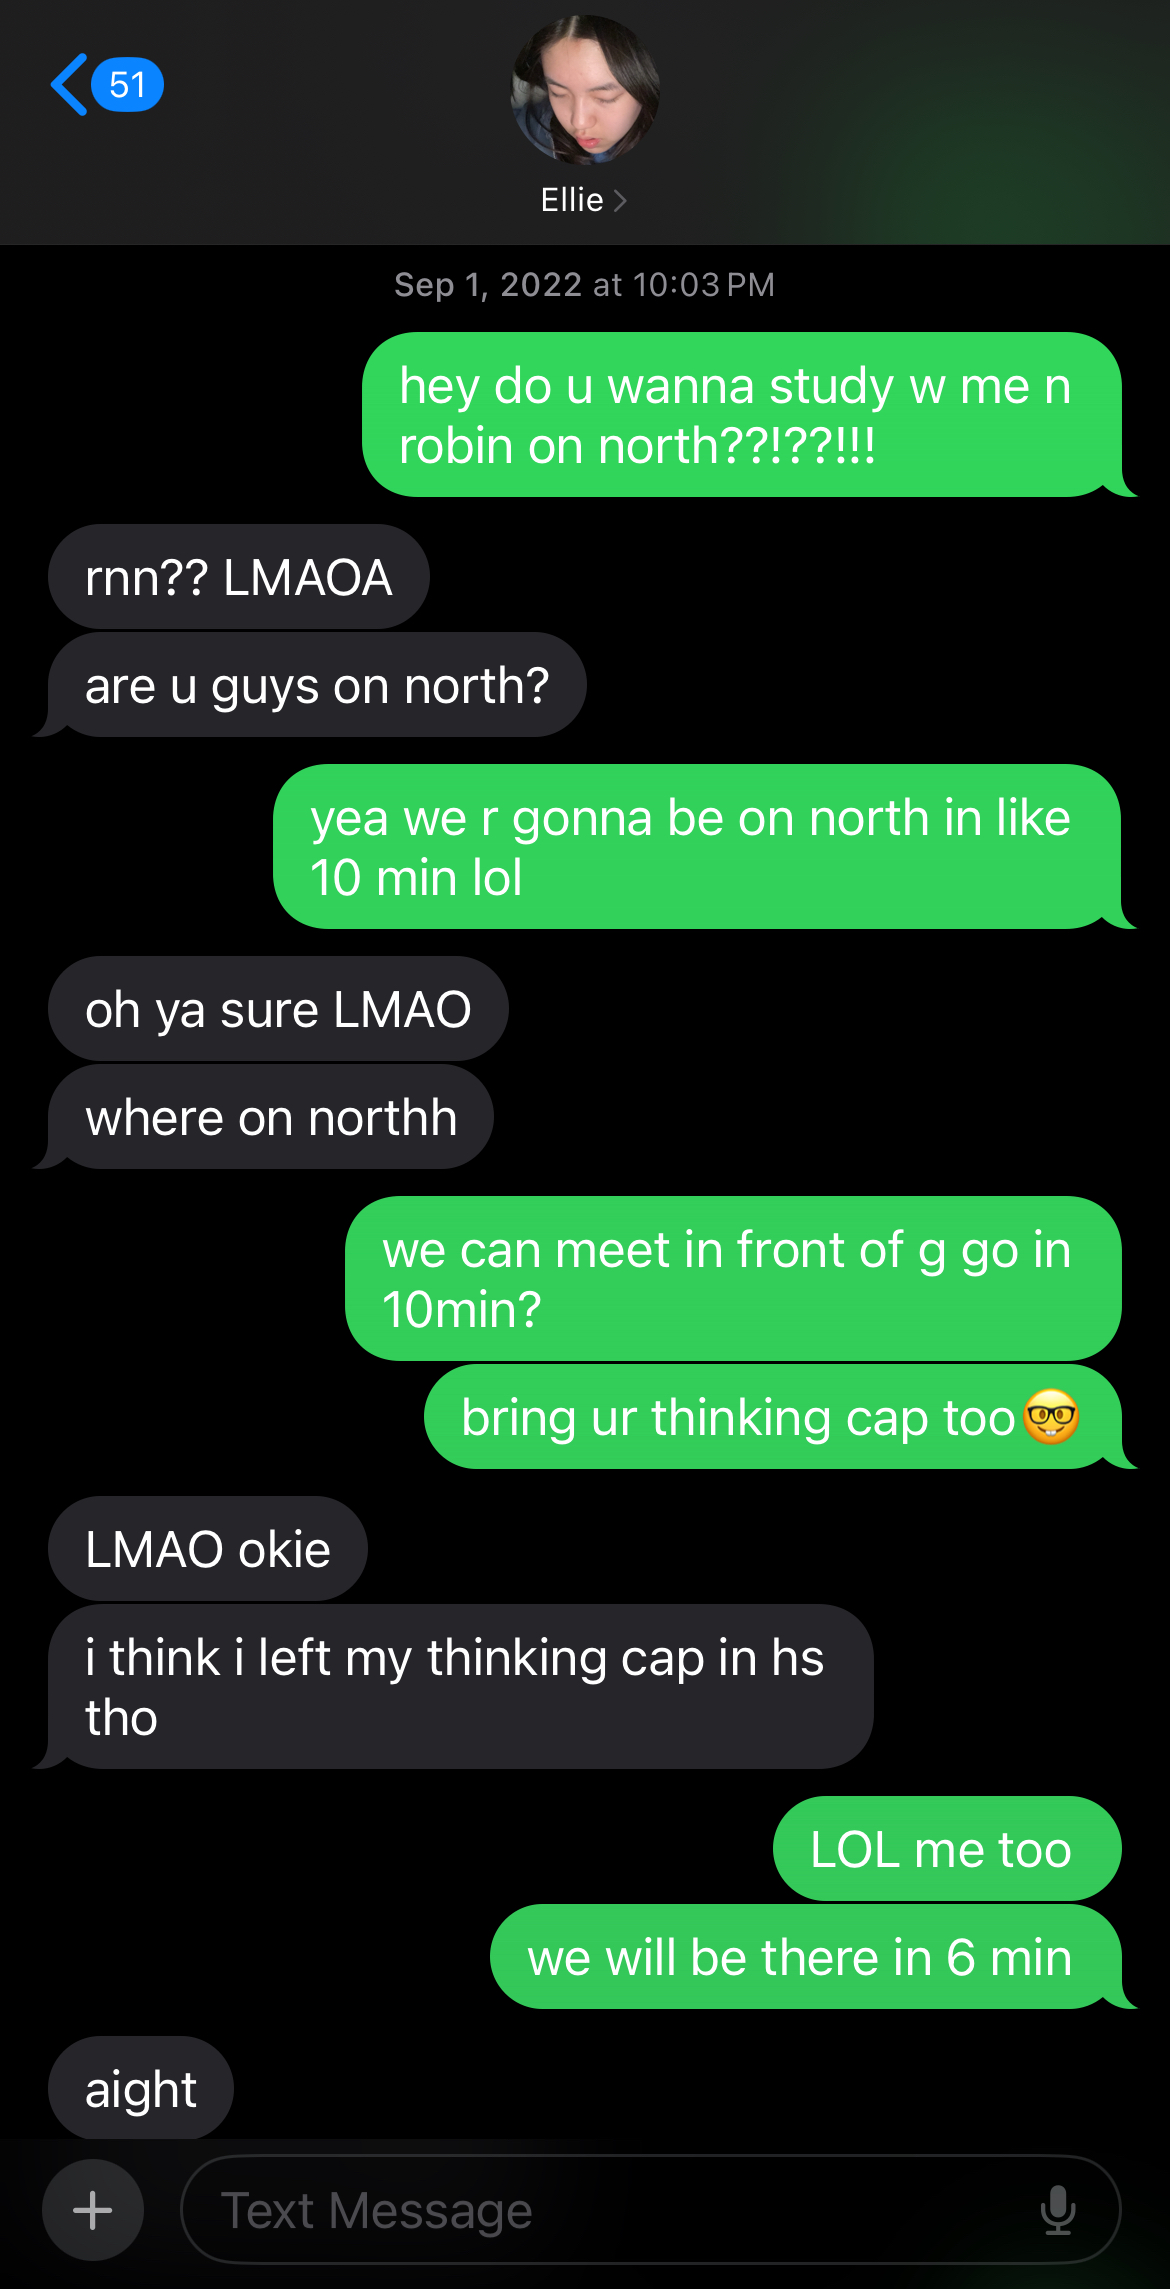 51
Ellie
Sep 1, 2022 at 10:03 PM
hey do u wanna study w me n
robin on north??!??!!!
rnn?? LMAOA
are u guys on north?
yea we r gonna be on north in like
10 min lol
oh ya sure LMAO
where on northh
we can meet in front of g go in
10min?
bring ur thinking cap too🤓
LMAO okie
i think i left my thinking cap in hs
tho
LOL me too
we will be there in 6 min
aight
Text Message